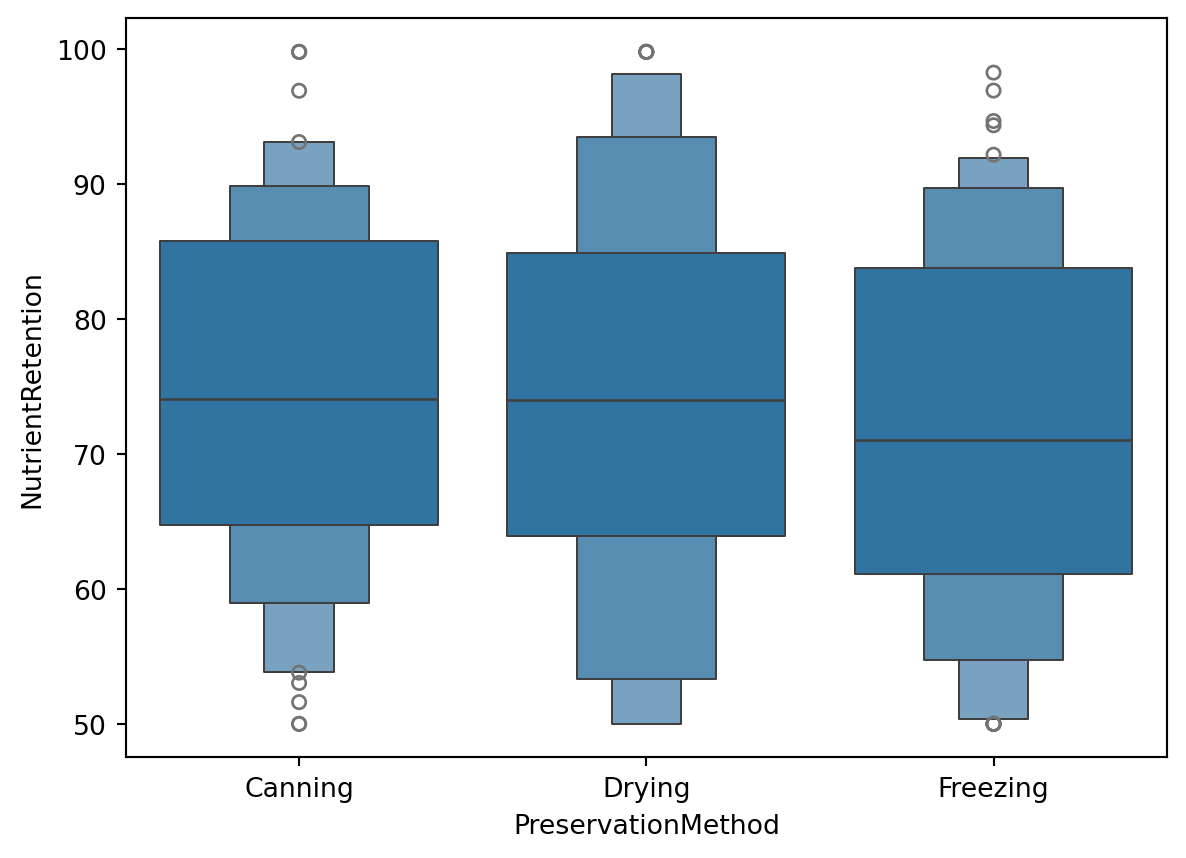 NutrientRetention
100
90
80
70
60
50
Canning
Drying
Freezing
PreservationMethod